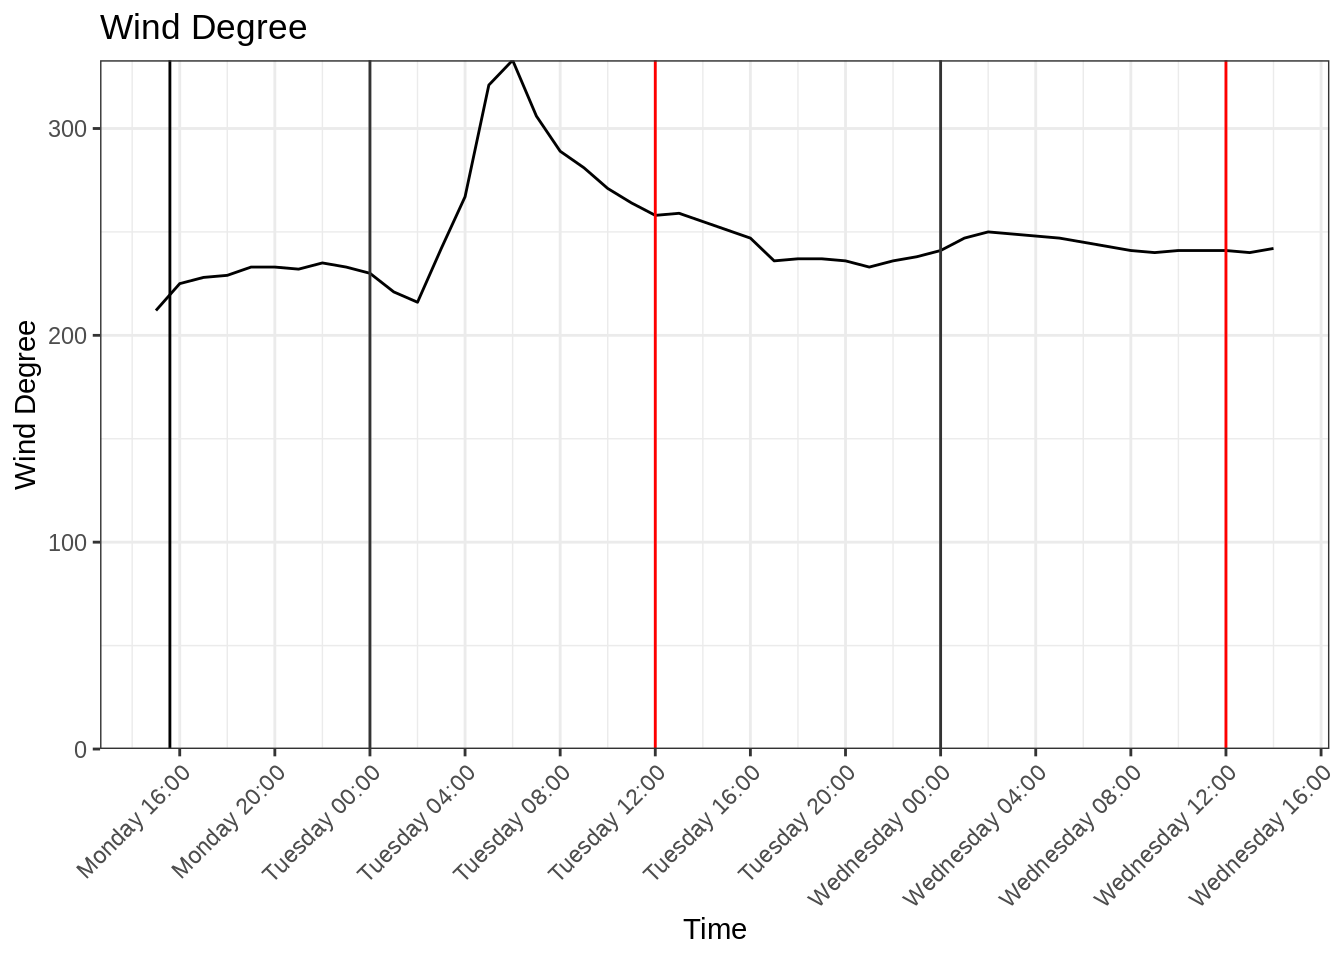 Wind Degree
Wind Degree
300
200
100
0
Monday 16:00
Monday 20:00
Tuesday 00:00
Tuesday 04:00
Tuesday 08:00
Tuesday 12:00
Tuesday 16:00
Tuesday 20:00
Wednesday 00:00
Wednesday 04:00
Wednesday 08:00
Wednesday 12:00
Wednesday 16:00
Time